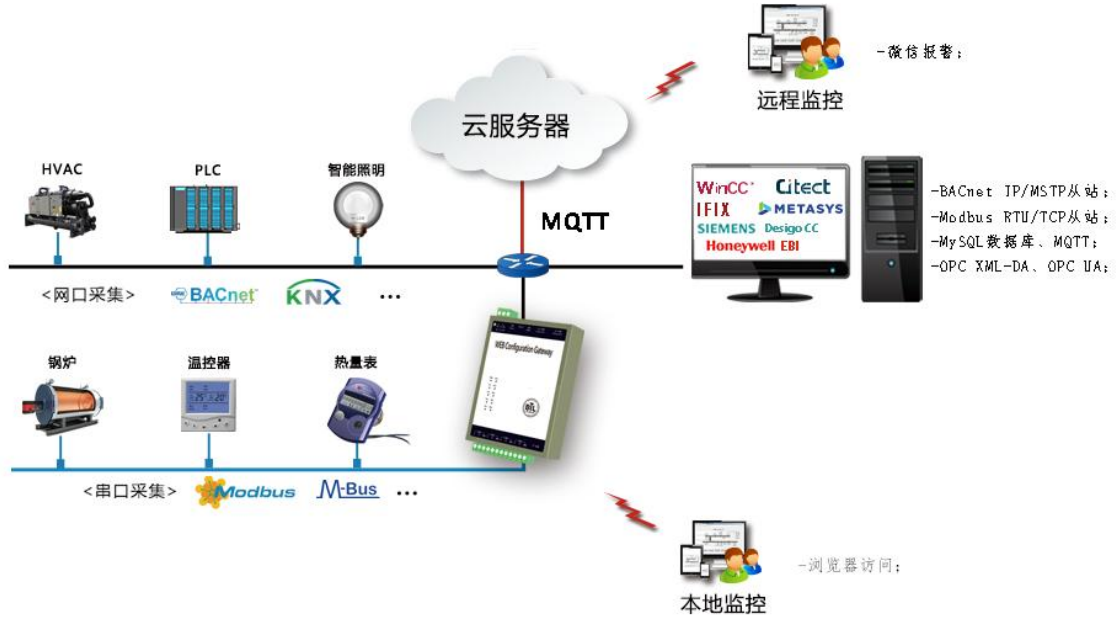 -微信报警；
远程监控
云服务器
HVAC
PLC
智能照明
MQTT
WinCC
Citect
IFIX
METASYS
SIEMENS Desigo CC
Honeywell EBI
-BACnet IP/MSTP从站；
-Modbus RTU/TCP从站；
-MySQL数据库、MQTT；
-OPC XML-DA、OPC UA；
<网口采集>
BACnet
KNX
...
WEB Configuration Gateway
BTL
锅炉
温控器
热量表
<串口采集>
Modbus
M-Bus
...
-浏览器访问；
本地监控